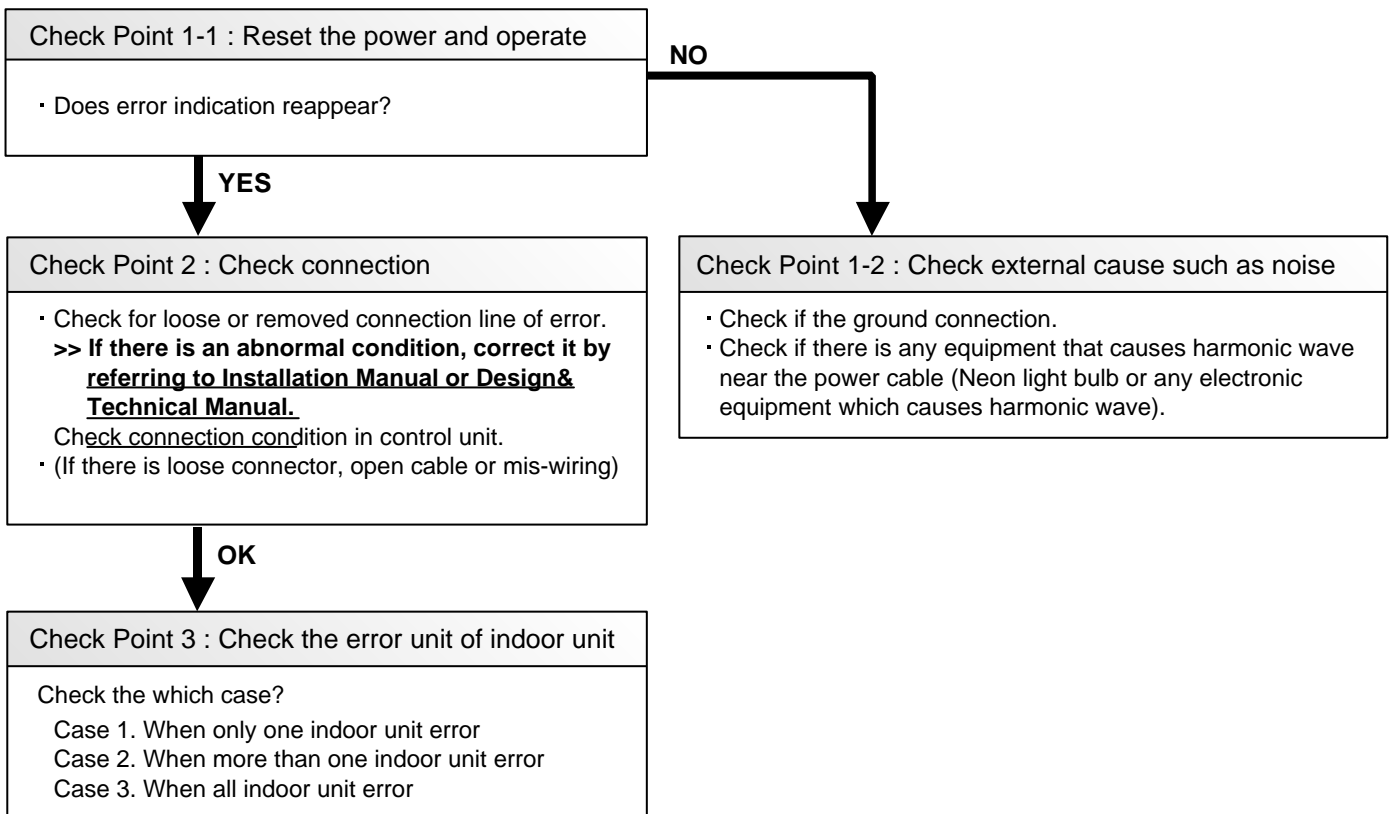 Check Point 1-1 : Reset the power and operate
・Does error indication reappear?
NO
YES
Check Point 2 : Check connection
・Check for loose or removed connection line of error.
>> If there is an abnormal condition, correct it by
referring to Installation Manual or Design&
Technical Manual.
Check connection condition in control unit.
・(If there is loose connector, open cable or mis-wiring)
Check Point 1-2 : Check external cause such as noise
・Check if the ground connection.
・Check if there is any equipment that causes harmonic wave
near the power cable (Neon light bulb or any electronic
equipment which causes harmonic wave).
OK
Check Point 3 : Check the error unit of indoor unit
Check the which case?
Case 1. When only one indoor unit error
Case 2. When more than one indoor unit error
Case 3. When all indoor unit error